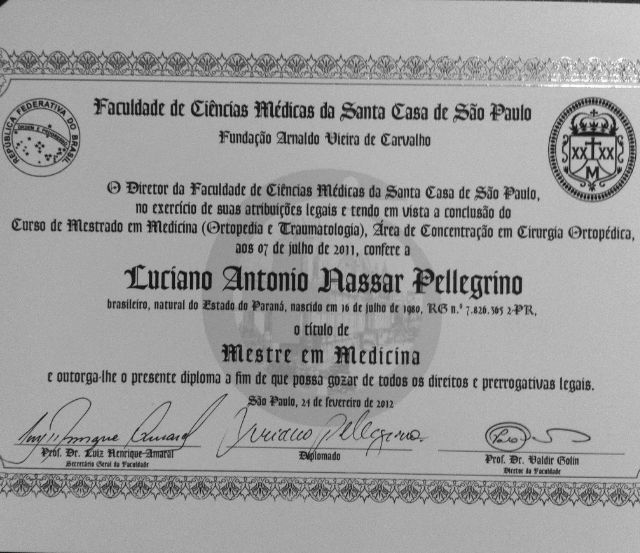 Faculdade de Ciências Médicas da Santa Casa de São Paulo
Fundação Arnaldo Vieira de Carvalho
REPÚBLICA FEDERATIVA DO BRASIL
ORDEM E PROGRESSO
XX XX
M
O Diretor da Faculdade de Ciências Médicas da Santa Casa de São Paulo,
no exercício de suas atribuições legais e tendo em vista a conclusão do
Curso de Mestrado em Medicina (Ortopedia e Traumatologia), Área de Concentração em Cirurgia Ortopédica,
aos 07 de julho de 2011, confere a
Luciano Antonio Nassar Pellegrino
brasileiro, natural do Estado do Paraná, nascido em 16 de julho de 1980, RG n.º 7.826.305 2-PR,
o título de
Mestre em Medicina
e outorga-lhe o presente diploma a fim de que possa gozar de todos os direitos e prerrogativas legais.
São Paulo, 24 de fevereiro de 2012
Luciano Pellegrino
Prof. Dr. Luiz Henrique Amaral
Secretário Geral da Faculdade
Diplomado
Prof. Dr. Valdir Golin
Diretor da Faculdade